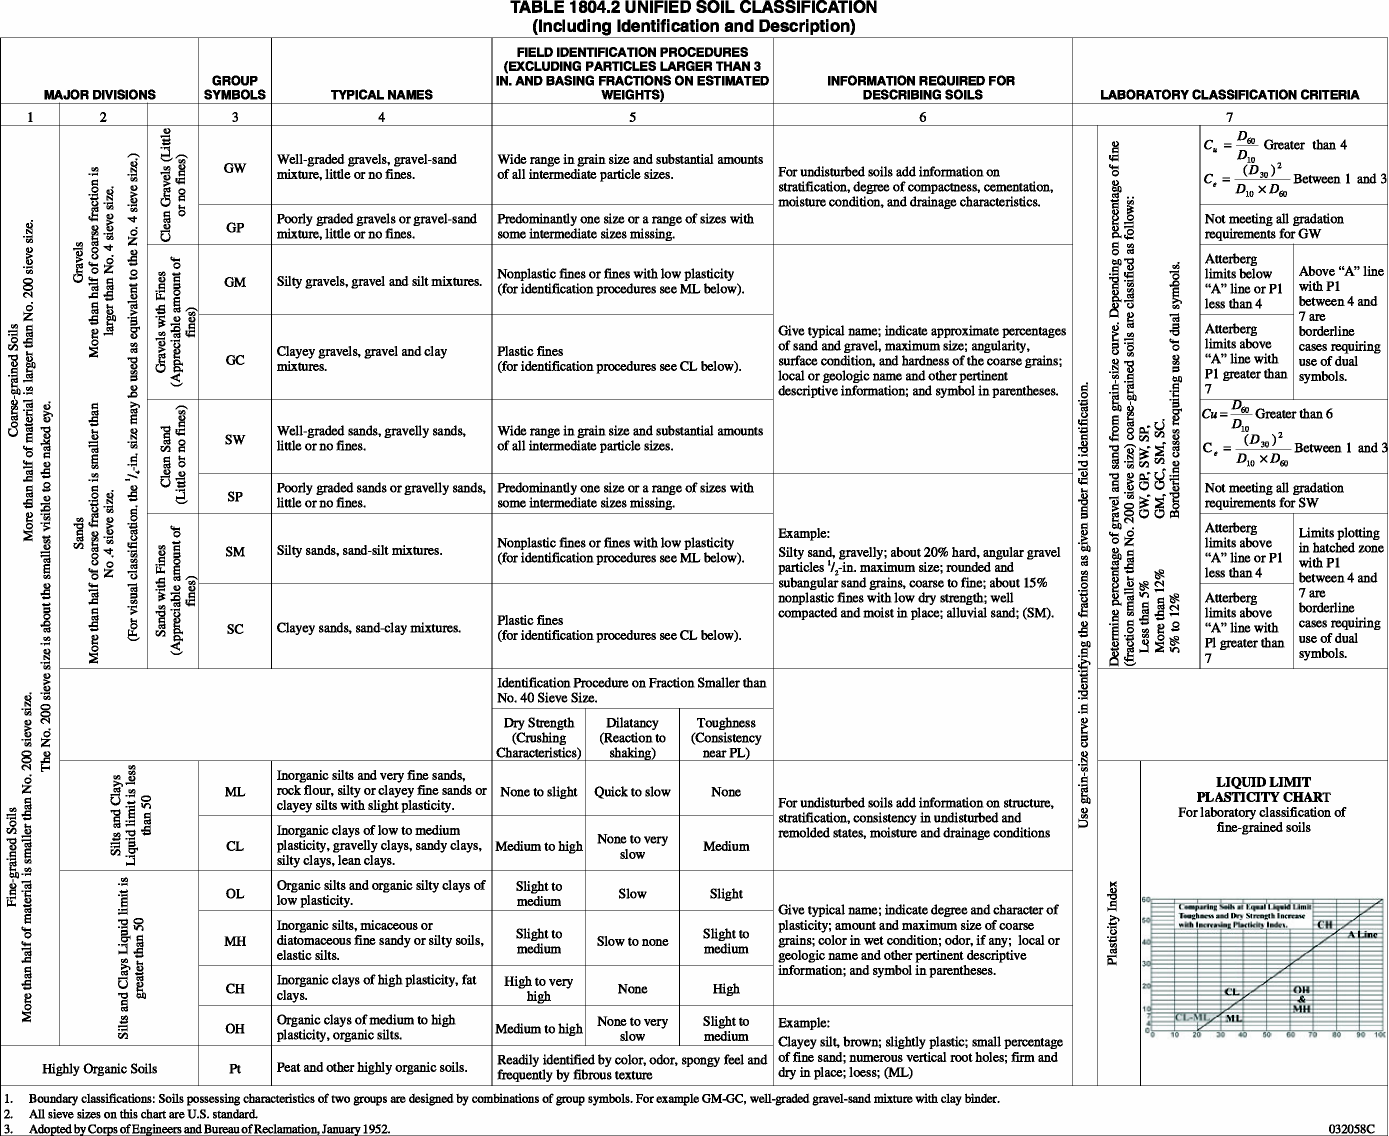 TABLE 1804.2 UNIFIED SOIL CLASSIFICATION
(Including Identification and Description)
MAJOR DIVISIONS
GROUP
SYMBOLS
TYPICAL NAMES
FIELD IDENTIFICATION PROCEDURES
(EXCLUDING PARTICLES LARGER THAN 3
IN. AND BASING FRACTIONS ON ESTIMATED
WEIGHTS)
INFORMATION REQUIRED FOR
DESCRIBING SOILS
LABORATORY CLASSIFICATION CRITERIA
1
2
3
4
5
6
7
Coarse-grained Soils
More than half of material is larger than No. 200 sieve size.
The No. 200 sieve size is about the smallest visible to the naked eye.
Gravels
More than half of coarse fraction is
larger than No. 4 sieve size.
(For visual classification. the 1/4-in. size may be used as equivalent to the No. 4 sieve size.)
Clean Gravels (Little
or no fines)
GW
Well-graded gravels, gravel-sand
mixture, little or no fines.
Wide range in grain size and substantial amounts
of all intermediate particle sizes.
For undisturbed soils add information on
stratification, degree of compactness, cementation,
moisture condition, and drainage characteristics.
Use grain-size curve in identifying the fractions as given under field identification.
Determine percentage of gravel and sand from grain-size curve. Depending on percentage of fine
(fraction smaller than No. 200 sieve size) coarse-grained soils are classified as follows:
Less than 5% GW, GP, SW, SP.
More than 12% GM, GC, SM, SC.
5% to 12% Borderline cases requiring use of dual symbols.
Cu = D60 / D10 Greater than 4
Ce = (D30)2 / D10 × D60 Between 1 and 3
GP
Poorly graded gravels or gravel-sand
mixture, little or no fines.
Predominantly one size or a range of sizes with
some intermediate sizes missing.
Not meeting all gradation
requirements for GW
Gravels with Fines
(Appreciable amount of
fines)
GM
Silty gravels, gravel and silt mixtures.
Nonplastic fines or fines with low plasticity
(for identification procedures see ML below).
Give typical name; indicate approximate percentages
of sand and gravel, maximum size; angularity,
surface condition, and hardness of the coarse grains;
local or geologic name and other pertinent
descriptive information; and symbol in parentheses.
Atterberg
limits below
“A” line or P1
less than 4
Above “A” line
with P1
between 4 and
7 are
borderline
cases requiring
use of dual
symbols.
GC
Clayey gravels, gravel and clay
mixtures.
Plastic fines
(for identification procedures see CL below).
Atterberg
limits above
“A” line with
P1 greater than
7
Sands
More than half of coarse fraction is smaller than
No .4 sieve size.
Clean Sand
(Little or no fines)
SW
Well-graded sands, gravelly sands,
little or no fines.
Wide range in grain size and substantial amounts
of all intermediate particle sizes.
Cu = D60 / D10 Greater than 6
Ce = (D30)2 / D10 × D60 Between 1 and 3
SP
Poorly graded sands or gravelly sands,
little or no fines.
Predominantly one size or a range of sizes with
some intermediate sizes missing.
Not meeting all gradation
requirements for SW
Sands with Fines
(Appreciable amount of
fines)
SM
Silty sands, sand-silt mixtures.
Nonplastic fines or fines with low plasticity
(for identification procedures see ML below).
Example:
Silty sand, gravelly; about 20% hard, angular gravel
particles 1/2-in. maximum size; rounded and
subangular sand grains, coarse to fine; about 15%
nonplastic fines with low dry strength; well
compacted and moist in place; alluvial sand; (SM).
Atterberg
limits above
“A” line or P1
less than 4
Limits plotting
in hatched zone
with P1
between 4 and
7 are
borderline
cases requiring
use of dual
symbols.
SC
Clayey sands, sand-clay mixtures.
Plastic fines
(for identification procedures see CL below).
Atterberg
limits above
“A” line with
Pl greater than
7
Fine-grained Soils
More than half of material is smaller than No. 200 sieve size.
Identification Procedure on Fraction Smaller than
No. 40 Sieve Size.
Dry Strength
(Crushing
Characteristics)
Dilatancy
(Reaction to
shaking)
Toughness
(Consistency
near PL)
Silts and Clays
Liquid limit is less
than 50
ML
Inorganic silts and very fine sands,
rock flour, silty or clayey fine sands or
clayey silts with slight plasticity.
None to slight
Quick to slow
None
For undisturbed soils add information on structure,
stratification, consistency in undisturbed and
remolded states, moisture and drainage conditions
CL
Inorganic clays of low to medium
plasticity, gravelly clays, sandy clays,
silty clays, lean clays.
Medium to high
None to very
slow
Medium
Silts and Clays Liquid limit is
greater than 50
OL
Organic silts and organic silty clays of
low plasticity.
Slight to
medium
Slow
Slight
Give typical name; indicate degree and character of
plasticity; amount and maximum size of coarse
grains; color in wet condition; odor, if any; local or
geologic name and other pertinent descriptive
information; and symbol in parentheses.
MH
Inorganic silts, micaceous or
diatomaceous fine sandy or silty soils,
elastic silts.
Slight to
medium
Slow to none
Slight to
medium
CH
Inorganic clays of high plasticity, fat
clays.
High to very
high
None
High
OH
Organic clays of medium to high
plasticity, organic silts.
Medium to high
None to very
slow
Slight to
medium
Example:
Clayey silt, brown; slightly plastic; small percentage
of fine sand; numerous vertical root holes; firm and
dry in place; loess; (ML)
Highly Organic Soils
Pt
Peat and other highly organic soils.
Readily identified by color, odor, spongy feel and
frequently by fibrous texture
LIQUID LIMIT
PLASTICITY CHART
For laboratory classification of
fine-grained soils
Plasticity Index
Comparing Soils at Equal Liquid Limit
Toughness and Dry Strength Increase
with Increasing Placticity Index.
CH
A Line
CL
OH
&
MH
CL-ML
ML
60
50
40
30
20
10
7
4
0
0 10 20 30 40 50 60 70 80 90 100
1. Boundary classifications: Soils possessing characteristics of two groups are designed by combinations of group symbols. For example GM-GC, well-graded gravel-sand mixture with clay binder.
2. All sieve sizes on this chart are U.S. standard.
3. Adopted by Corps of Engineers and Bureau of Reclamation, January 1952.
032058C